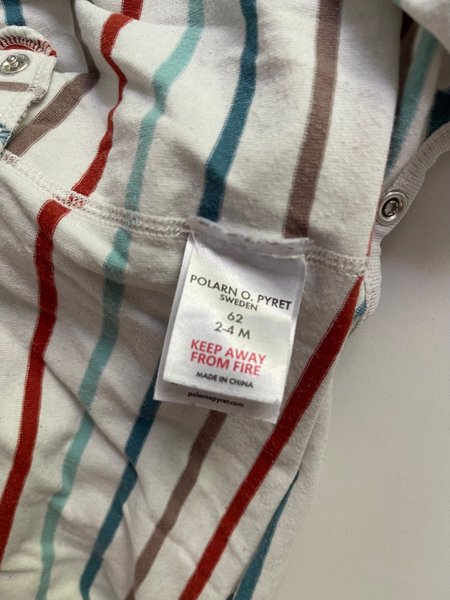 POLARN O. PYRET
SWEDEN
62
2-4 M
KEEP AWAY
FROM FIRE
MADE IN CHINA
polarnopyret.com